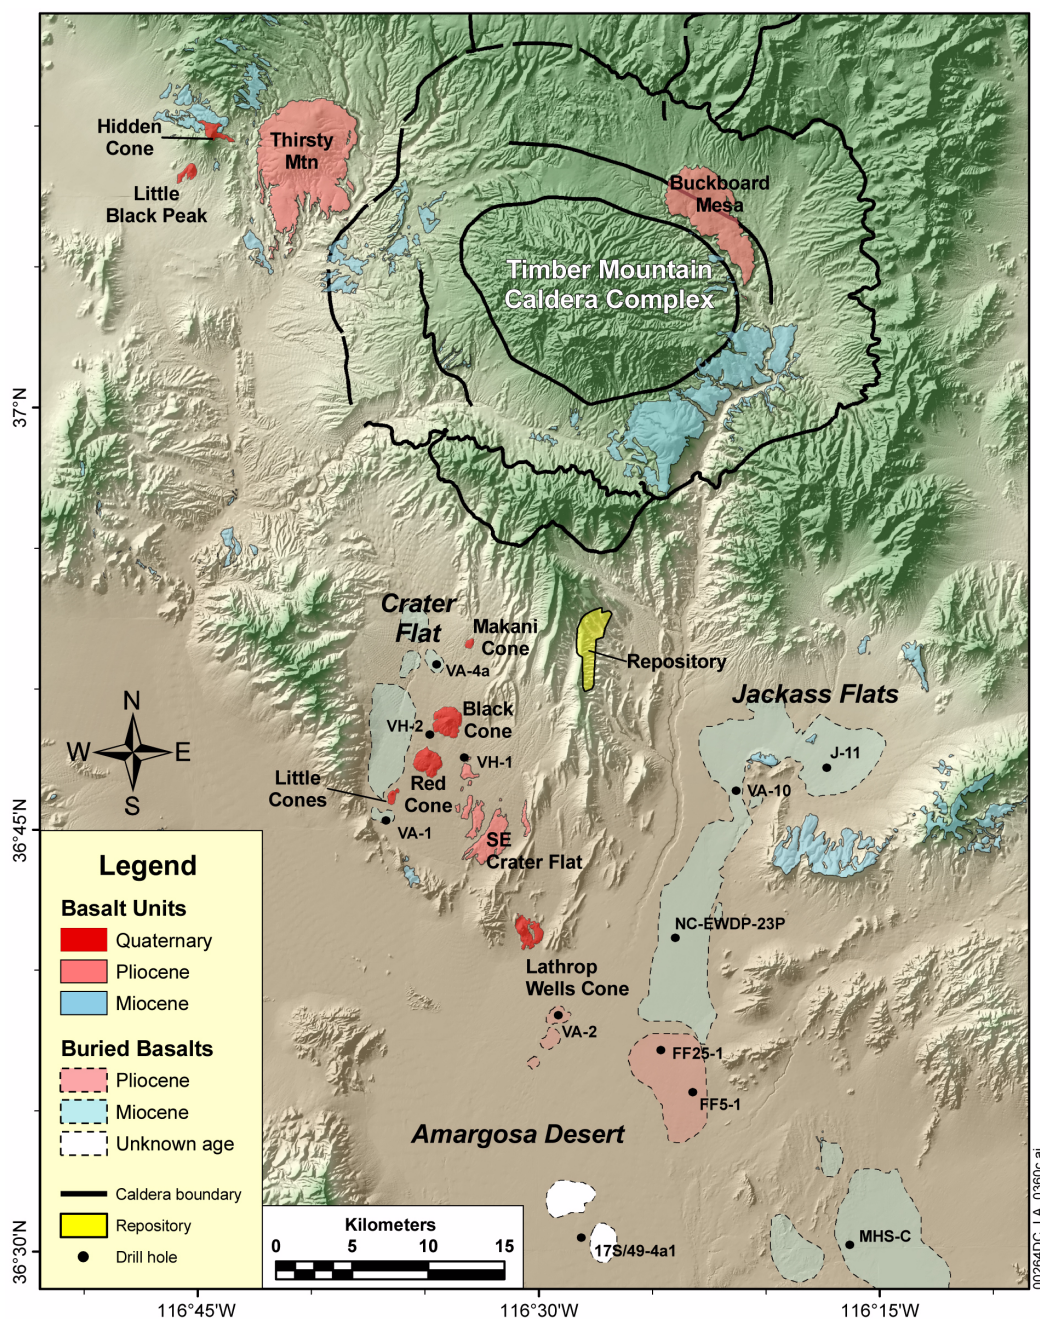 Hidden
Cone
Thirsty
Mtn
Little
Black Peak
Buckboard
Mesa
Timber Mountain
Caldera Complex
37°N
Crater
Flat
Makani
Cone
VA-4a
Repository
Jackass Flats
N
W
E
S
Black
Cone
VH-2
VH-1
J-11
Little
Cones
Red
Cone
VA-10
VA-1
SE
Crater Flat
36°45'N
Legend
Basalt Units
Quaternary
Pliocene
Miocene
Buried Basalts
Pliocene
Miocene
Unknown age
Caldera boundary
Repository
Drill hole
NC-EWDP-23P
Lathrop
Wells Cone
VA-2
FF25-1
FF5-1
Amargosa Desert
Kilometers
0 5 10 15
17S/49-4a1
MHS-C
36°30'N
116°45'W
116°30'W
116°15'W
00264DC_LA_0360c.ai